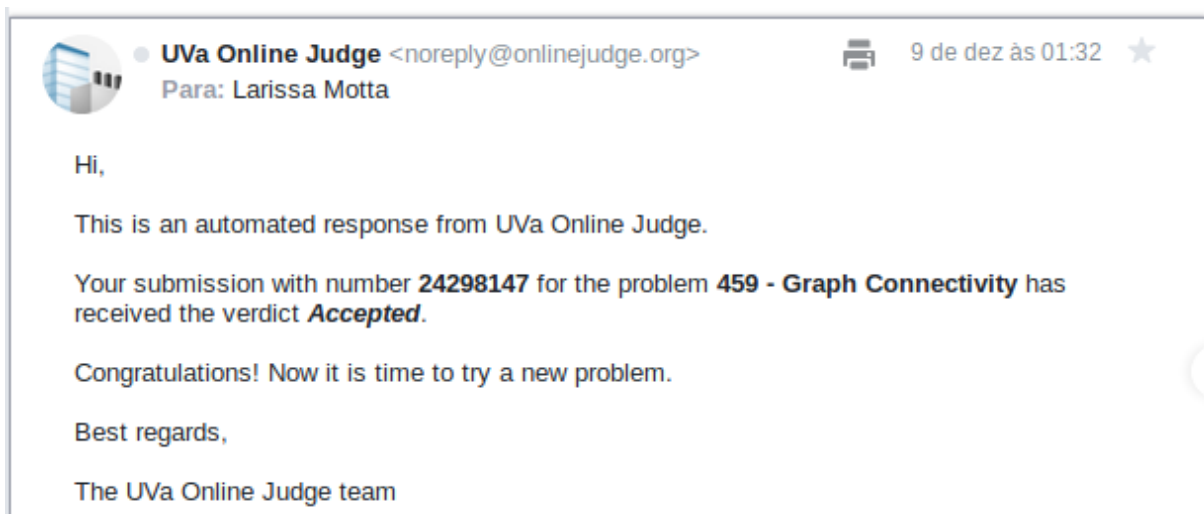 UVa Online Judge <noreply@onlinejudge.org> 9 de dez às 01:32
Para: Larissa Motta
Hi,
This is an automated response from UVa Online Judge.
Your submission with number 24298147 for the problem 459 - Graph Connectivity has
received the verdict Accepted.
Congratulations! Now it is time to try a new problem.
Best regards,
The UVa Online Judge team